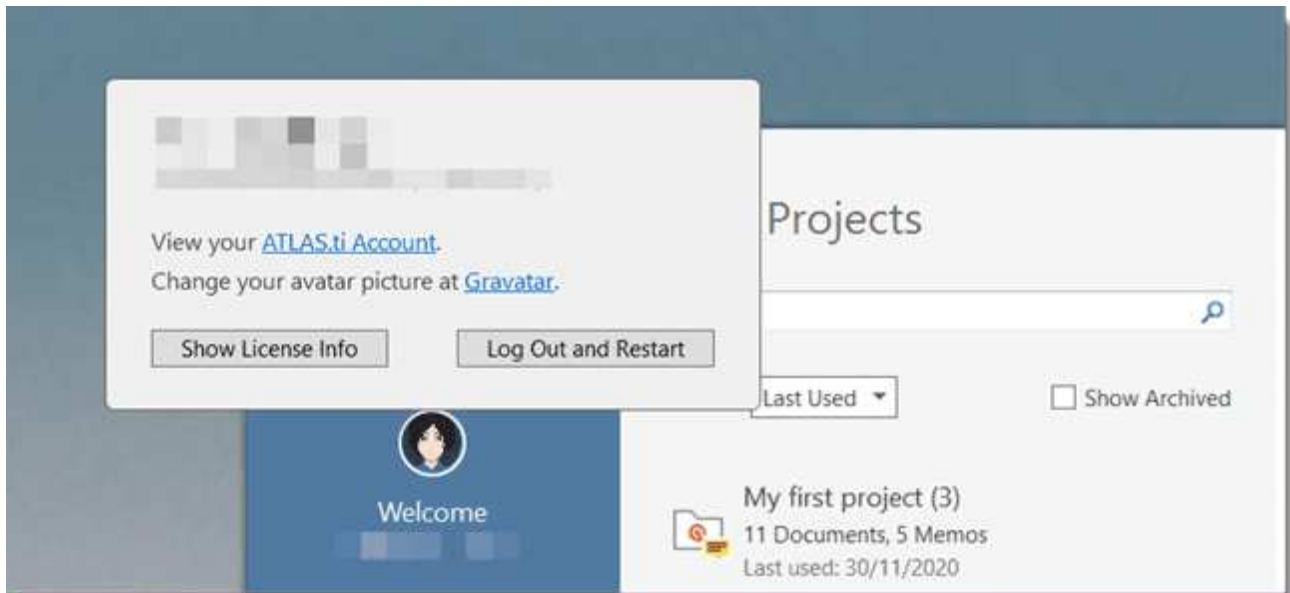 View your ATLAS.ti Account.
Change your avatar picture at Gravatar.
Show License Info
Log Out and Restart
Projects
Last Used
Show Archived
Welcome
My first project (3)
11 Documents, 5 Memos
Last used: 30/11/2020